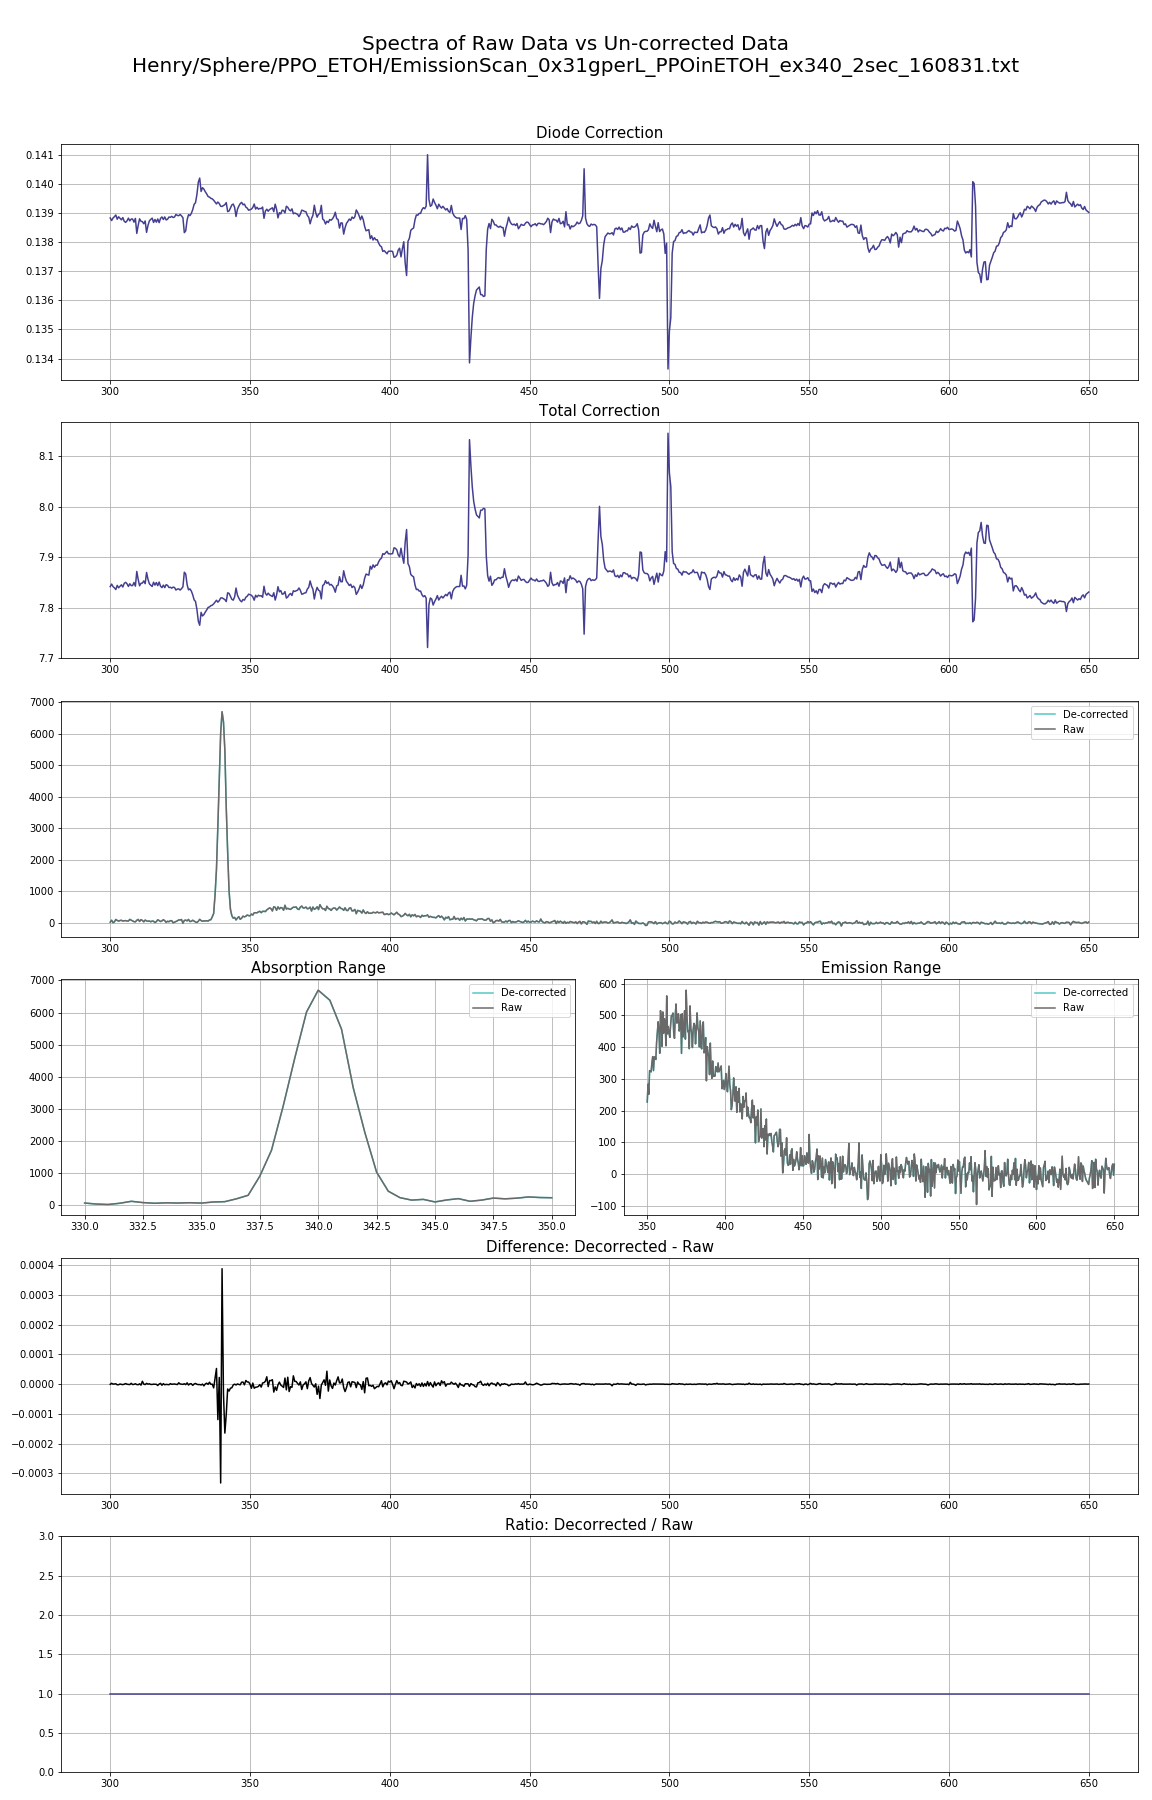 Spectra of Raw Data vs Un-corrected Data
Henry/Sphere/PPO_ETOH/EmissionScan_0x31gperL_PPOinETOH_ex340_2sec_160831.txt
Diode Correction
0.141
0.140
0.139
0.138
0.137
0.136
0.135
0.134
300 350 400 450 500 550 600 650
Total Correction
8.1
8.0
7.9
7.8
7.7
300 350 400 450 500 550 600 650
7000
6000
5000
4000
3000
2000
1000
0
De-corrected
Raw
300 350 400 450 500 550 600 650
Absorption Range
7000
6000
5000
4000
3000
2000
1000
0
De-corrected
Raw
330.0 332.5 335.0 337.5 340.0 342.5 345.0 347.5 350.0
Emission Range
600
500
400
300
200
100
0
−100
De-corrected
Raw
350 400 450 500 550 600 650
Difference: Decorrected - Raw
0.0004
0.0003
0.0002
0.0001
0.0000
−0.0001
−0.0002
−0.0003
300 350 400 450 500 550 600 650
Ratio: Decorrected / Raw
3.0
2.5
2.0
1.5
1.0
0.5
0.0
300 350 400 450 500 550 600 650